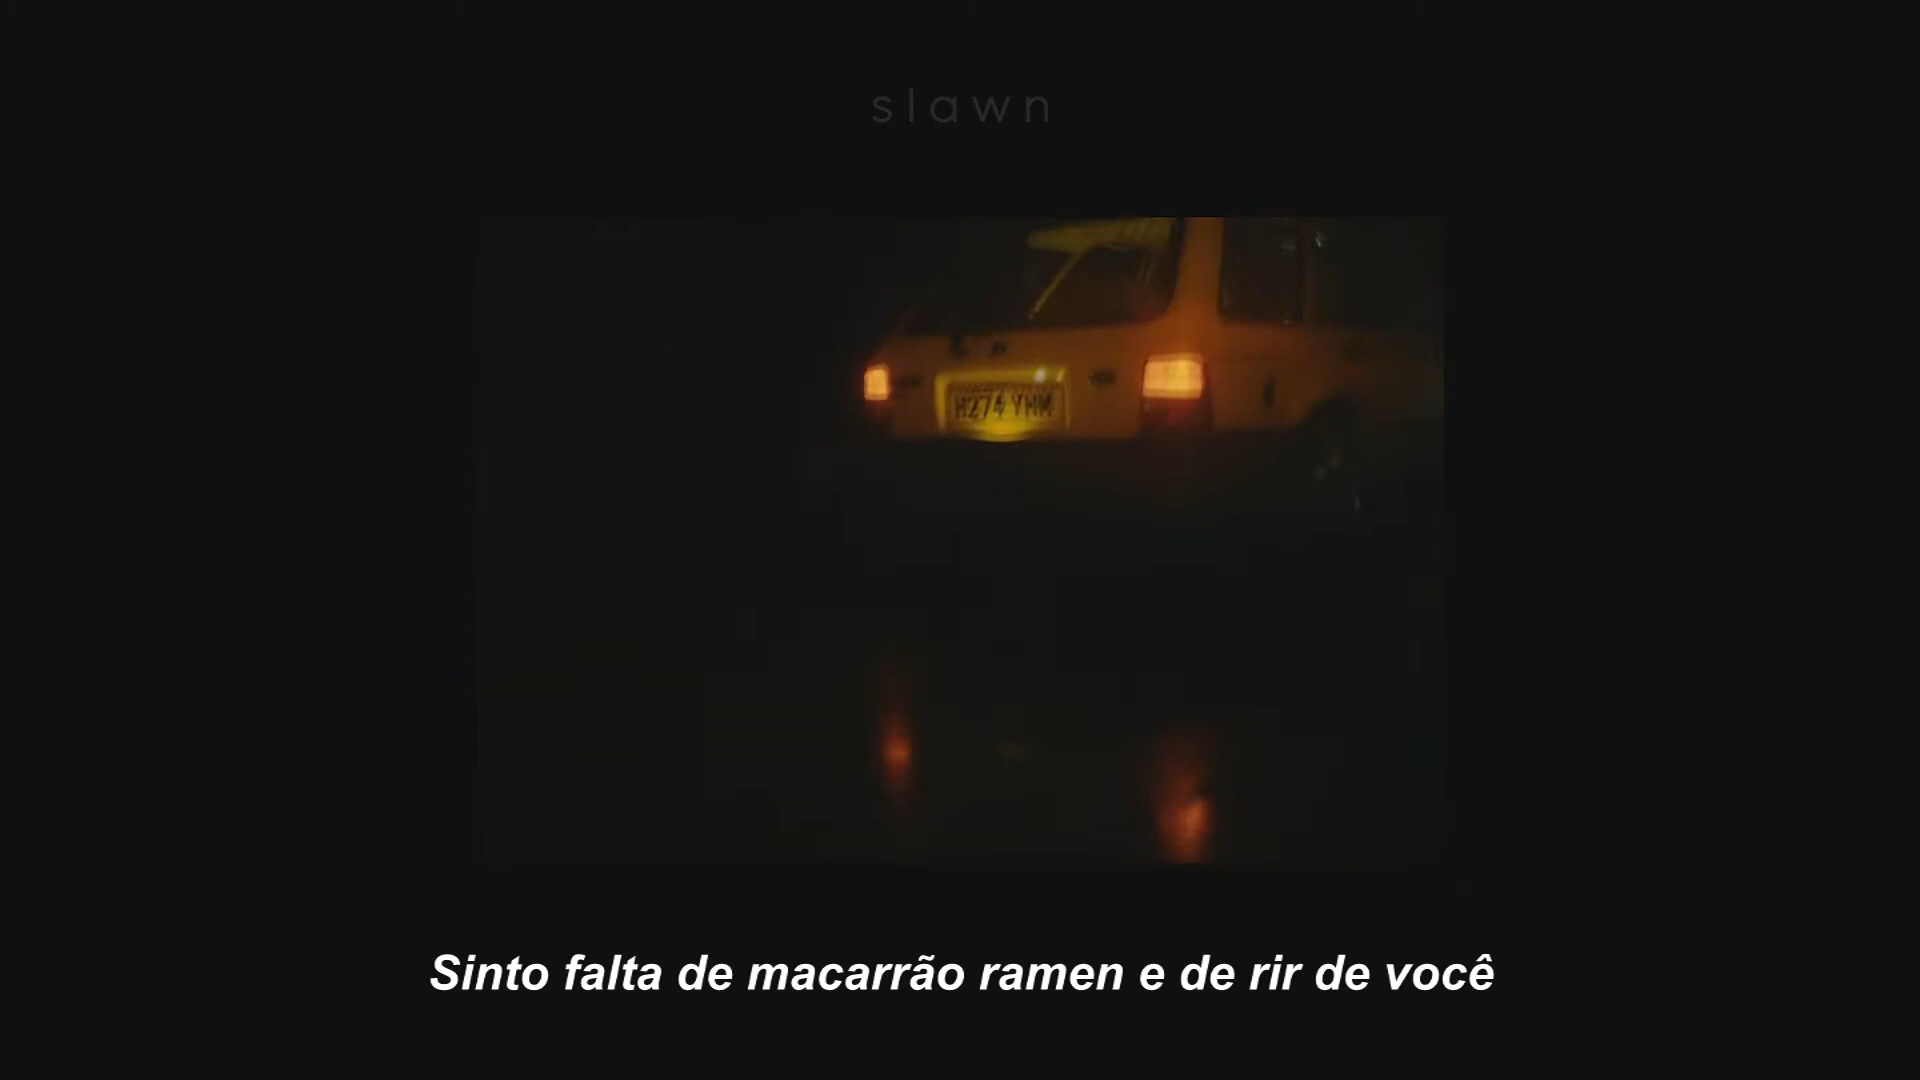 slawn
H274 YHM
Sinto falta de macarrão ramen e de rir de você